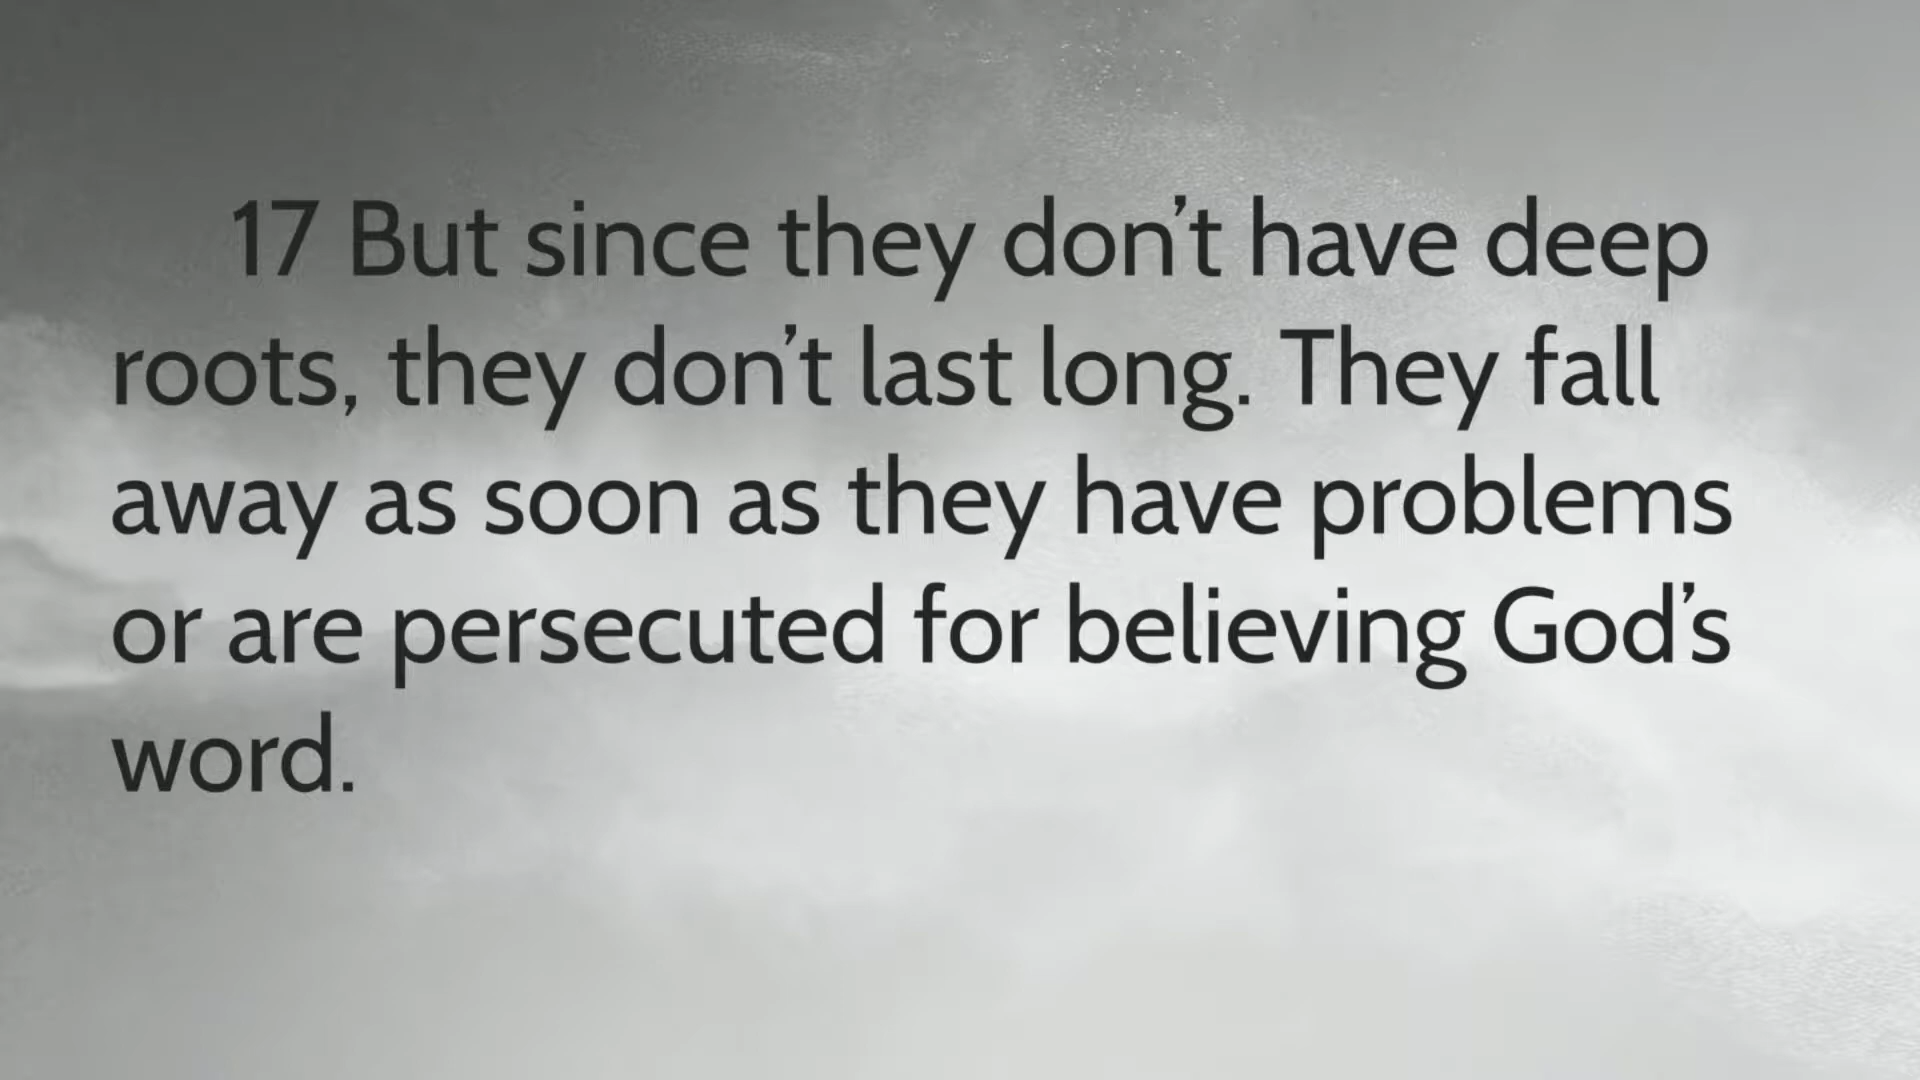 17 But since they don’t have deep
roots, they don’t last long. They fall
away as soon as they have problems
or are persecuted for believing God’s
word.